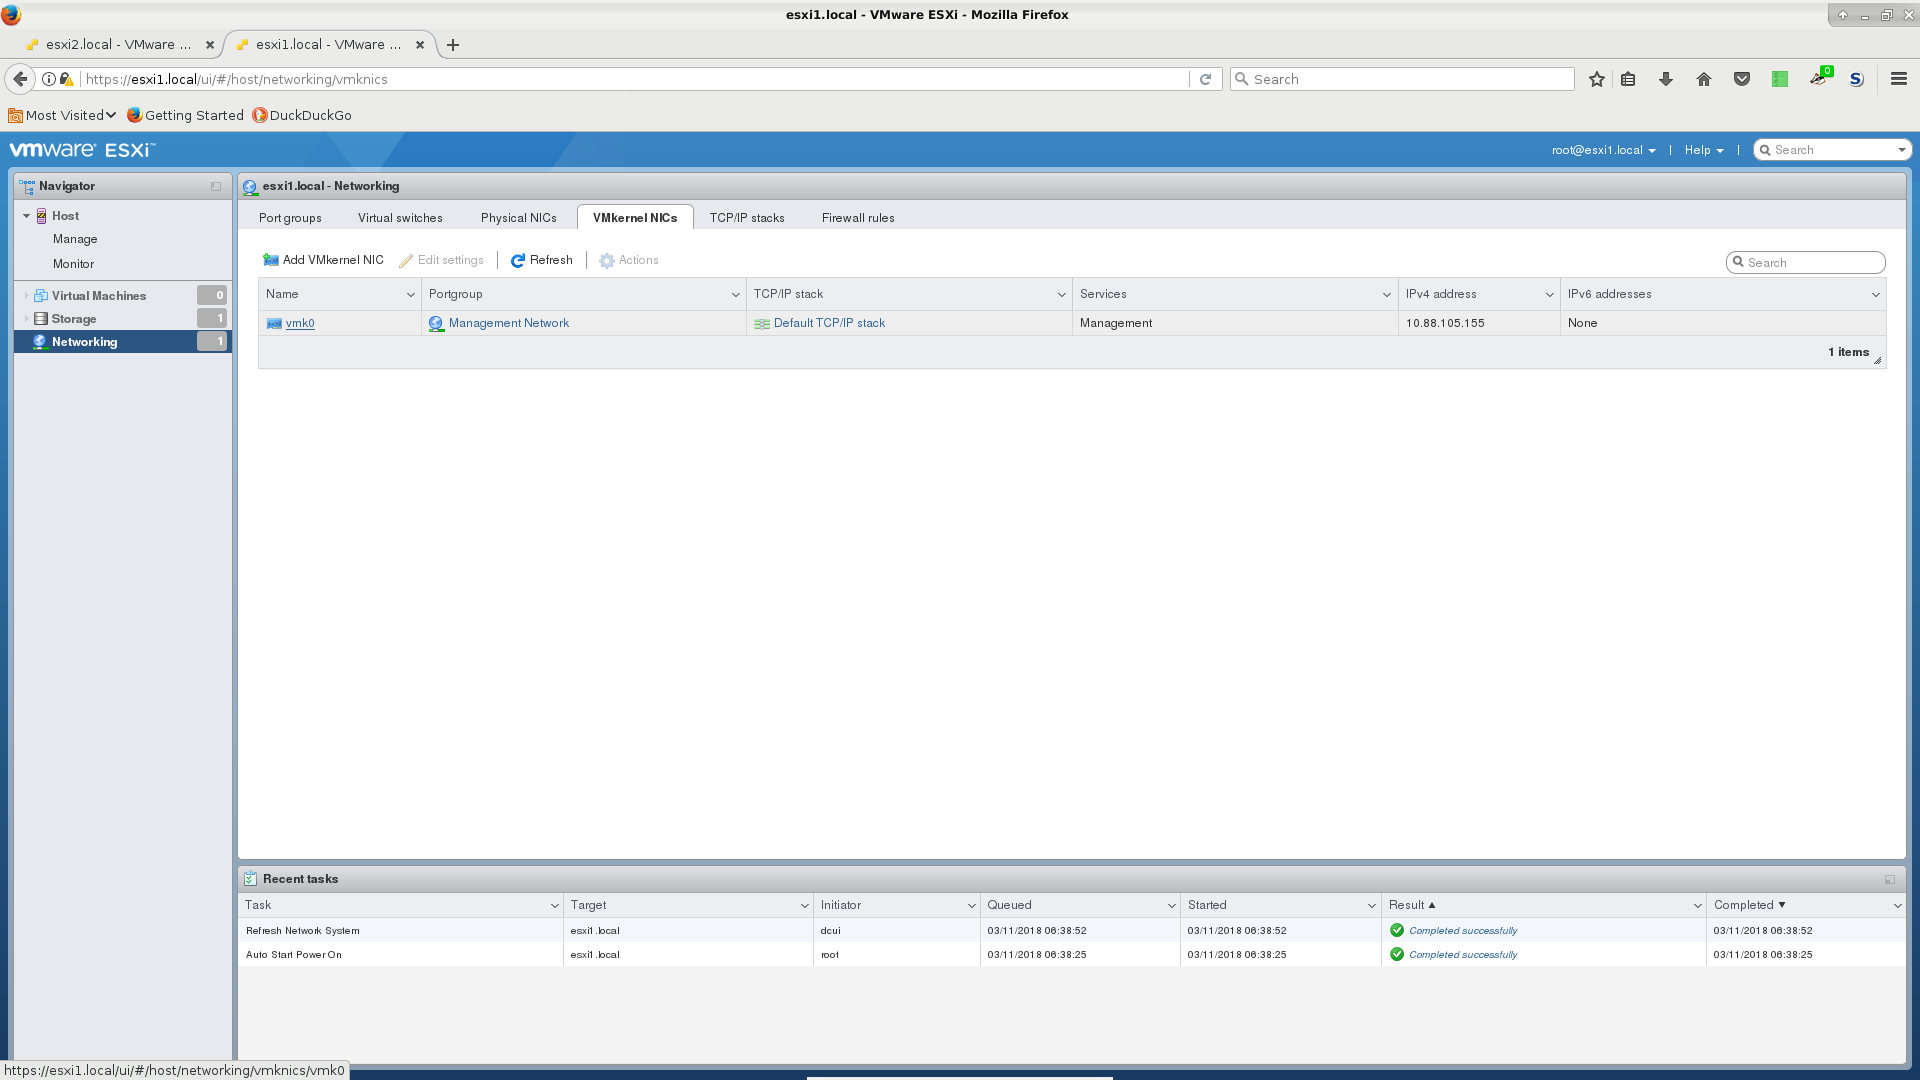 esxi1.local - VMware ESXi - Mozilla Firefox
esxi2.local - VMware ...
esxi1.local - VMware ...
https://esxi1.local/ui/#/host/networking/vmknics
Search
0
Most Visited
Getting Started
DuckDuckGo
vmware ESXi™
root@esxi1.local
Help
Search
Navigator
Host
Manage
Monitor
Virtual Machines 0
Storage 1
Networking 1
esxi1.local - Networking
Port groups
Virtual switches
Physical NICs
VMkernel NICs
TCP/IP stacks
Firewall rules
Add VMkernel NIC
Edit settings
Refresh
Actions
Search
Name Portgroup TCP/IP stack Services IPv4 address IPv6 addresses
vmk0 Management Network Default TCP/IP stack Management 10.88.105.155 None
1 items
Recent tasks
Task Target Initiator Queued Started Result Completed
Refresh Network System esxi1.local dcui 03/11/2018 06:38:52 03/11/2018 06:38:52 Completed successfully 03/11/2018 06:38:52
Auto Start Power On esxi1.local root 03/11/2018 06:38:25 03/11/2018 06:38:25 Completed successfully 03/11/2018 06:38:25
https://esxi1.local/ui/#/host/networking/vmknics/vmk0